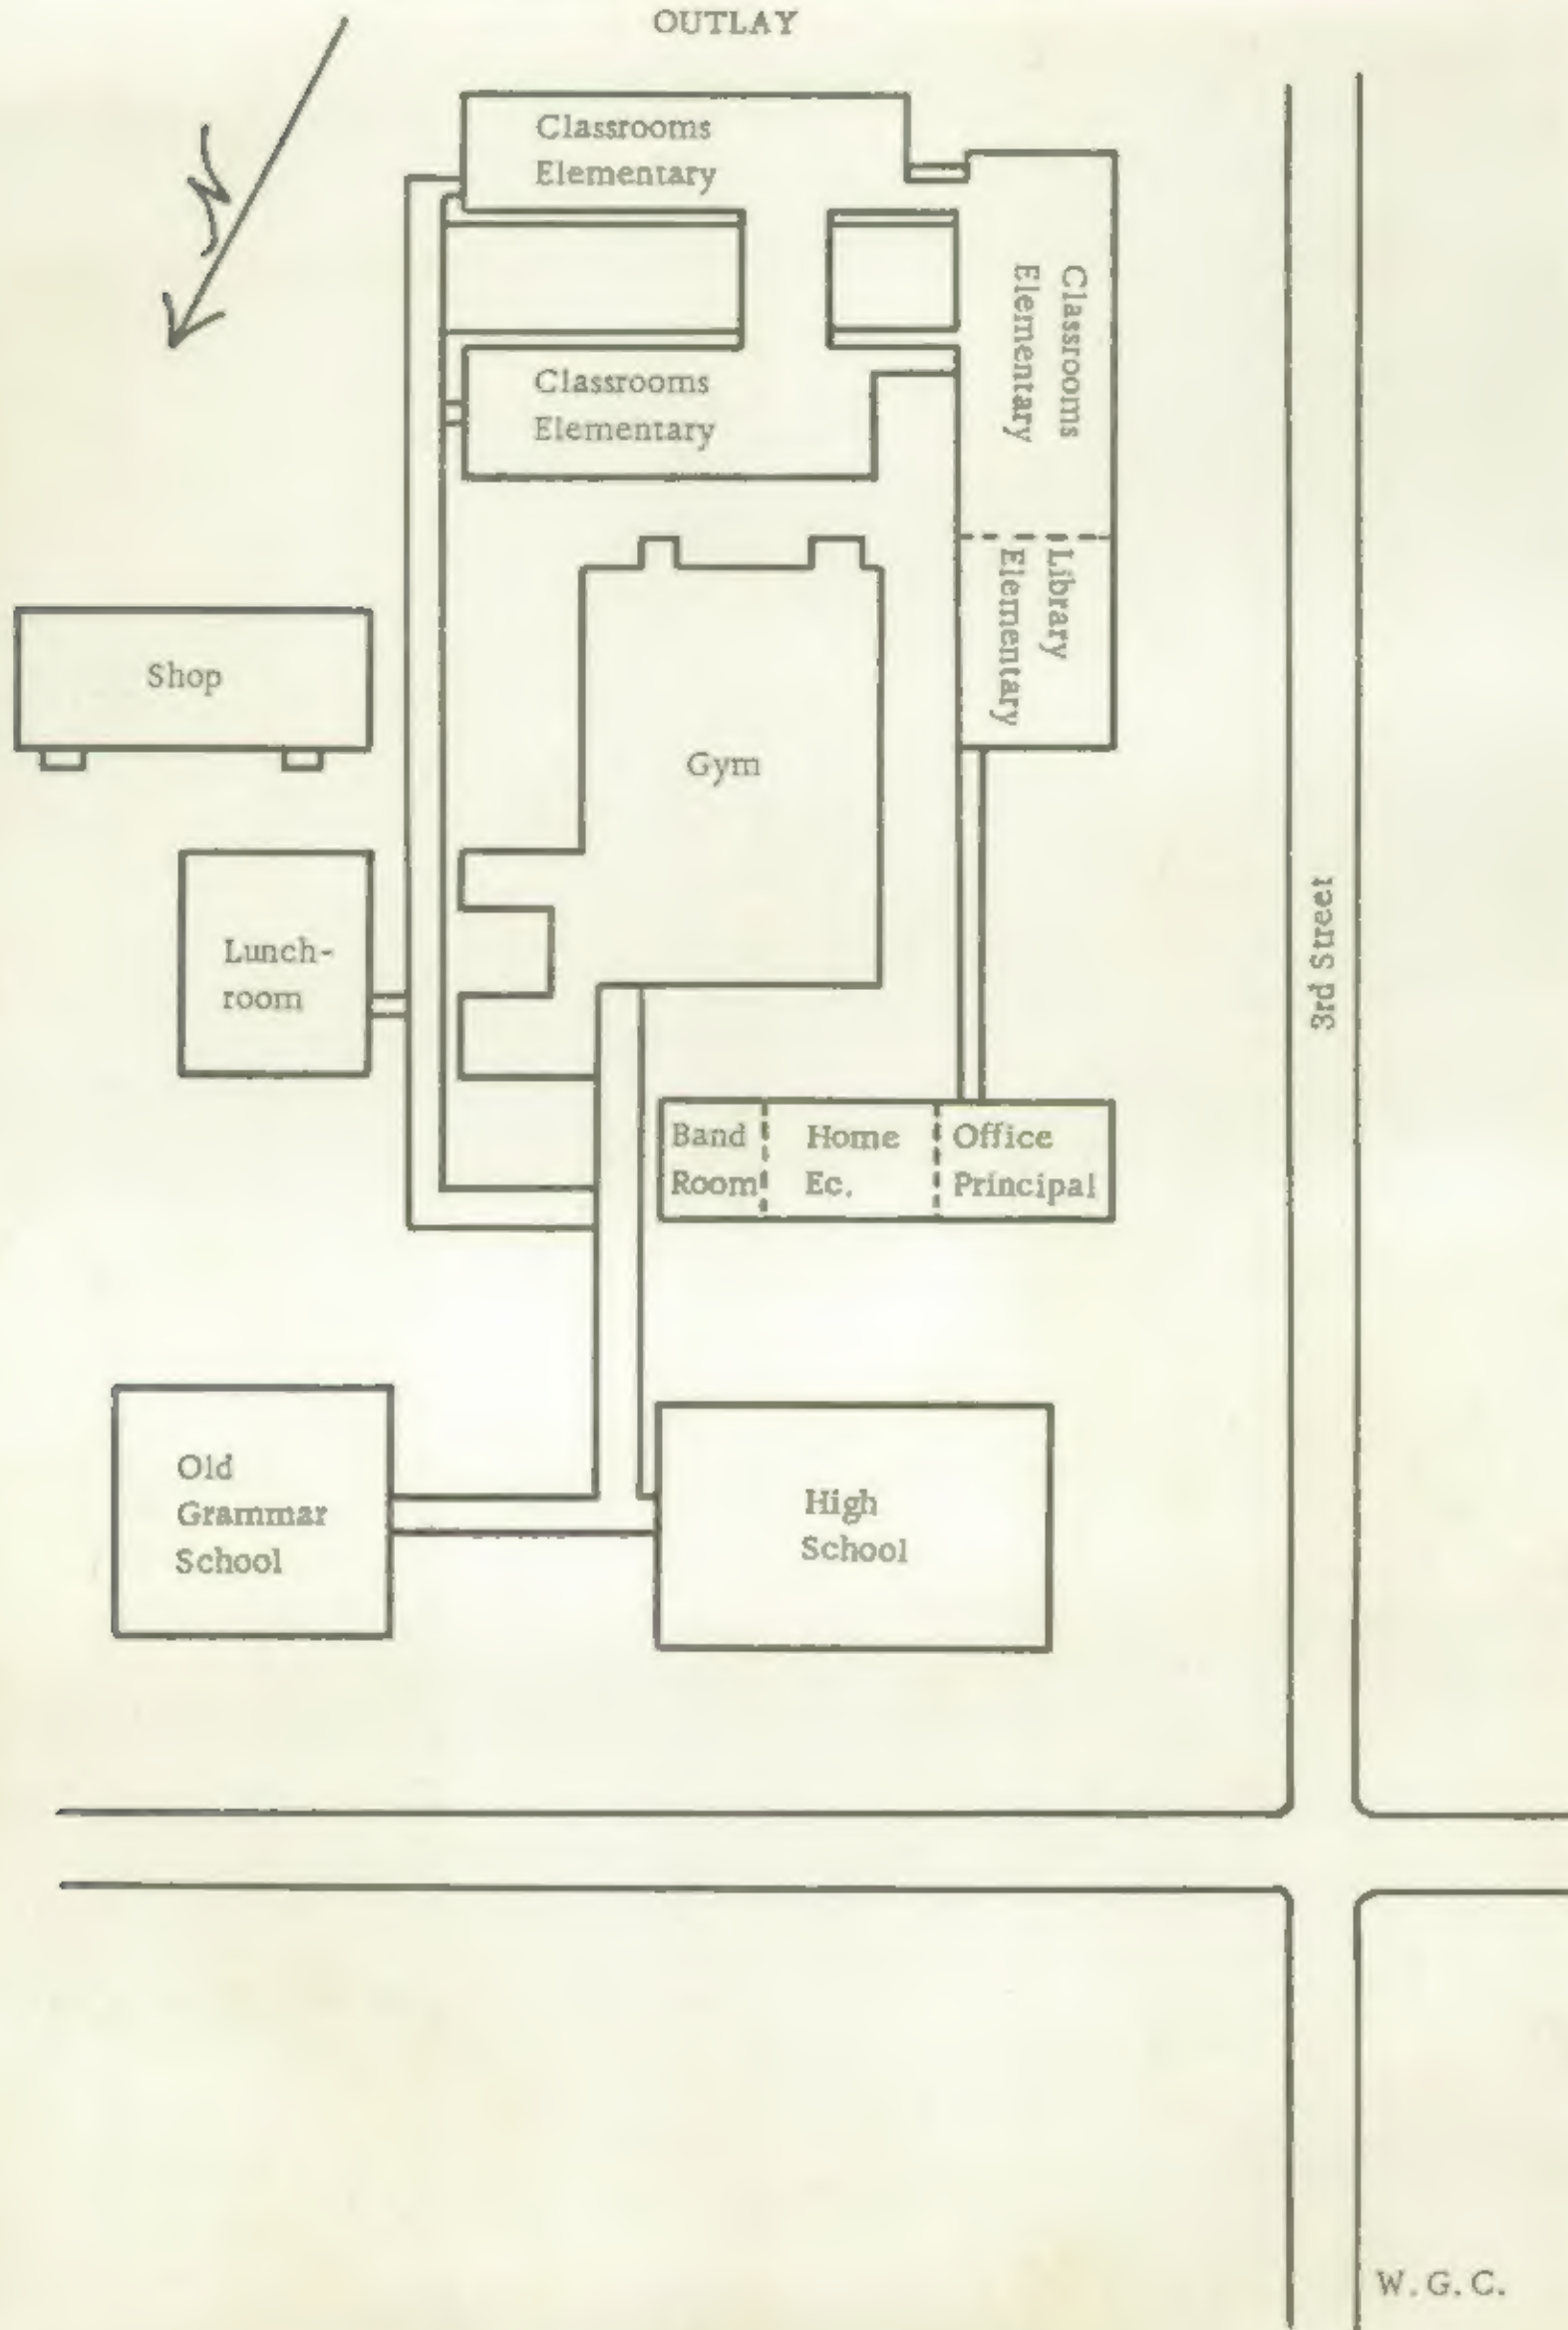 OUTLAY
N
Classrooms
Elementary
Classrooms
Elementary
Classrooms
Elementary
Library
Elementary
Shop
Gym
Lunch-
room
3rd Street
Band
Room
Home
Ec.
Office
Principal
Old
Grammar
School
High
School
W. G. C.